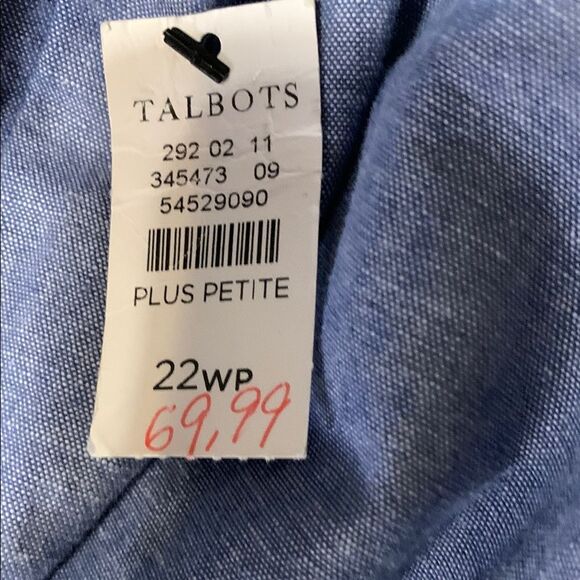 TALBOTS
292 02 11
345473 09
54529090
PLUS PETITE
22WP
69,99